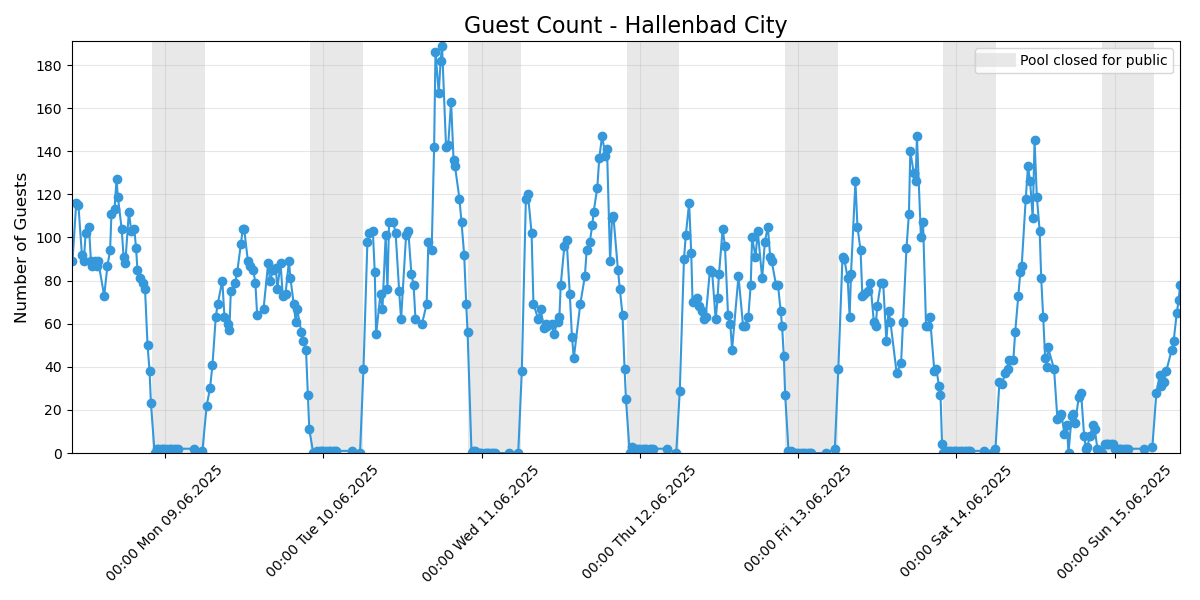 Guest Count - Hallenbad City
Pool closed for public
Number of Guests
180
160
140
120
100
80
60
40
20
0
00:00 Mon 09.06.2025
00:00 Tue 10.06.2025
00:00 Wed 11.06.2025
00:00 Thu 12.06.2025
00:00 Fri 13.06.2025
00:00 Sat 14.06.2025
00:00 Sun 15.06.2025